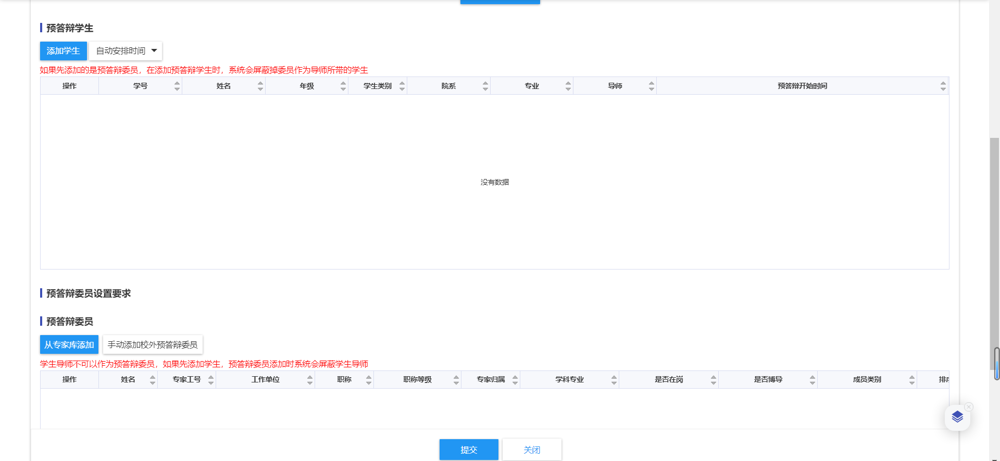 预答辩学生
添加学生 自动安排时间
如果先添加的是预答辩委员，在添加预答辩学生时，系统会屏蔽掉委员作为导师所带的学生
操作 学号 姓名 年级 学生类别 院系 专业 导师 预答辩开始时间
没有数据
预答辩委员设置要求
预答辩委员
从专家库添加 手动添加校外预答辩委员
学生导师不可以作为预答辩委员，如果先添加学生，预答辩委员添加时系统会屏蔽学生导师
操作 姓名 专家工号 工作单位 职称 职称等级 专家归属 学科专业 是否在岗 是否博导 成员类别 排
提交 关闭